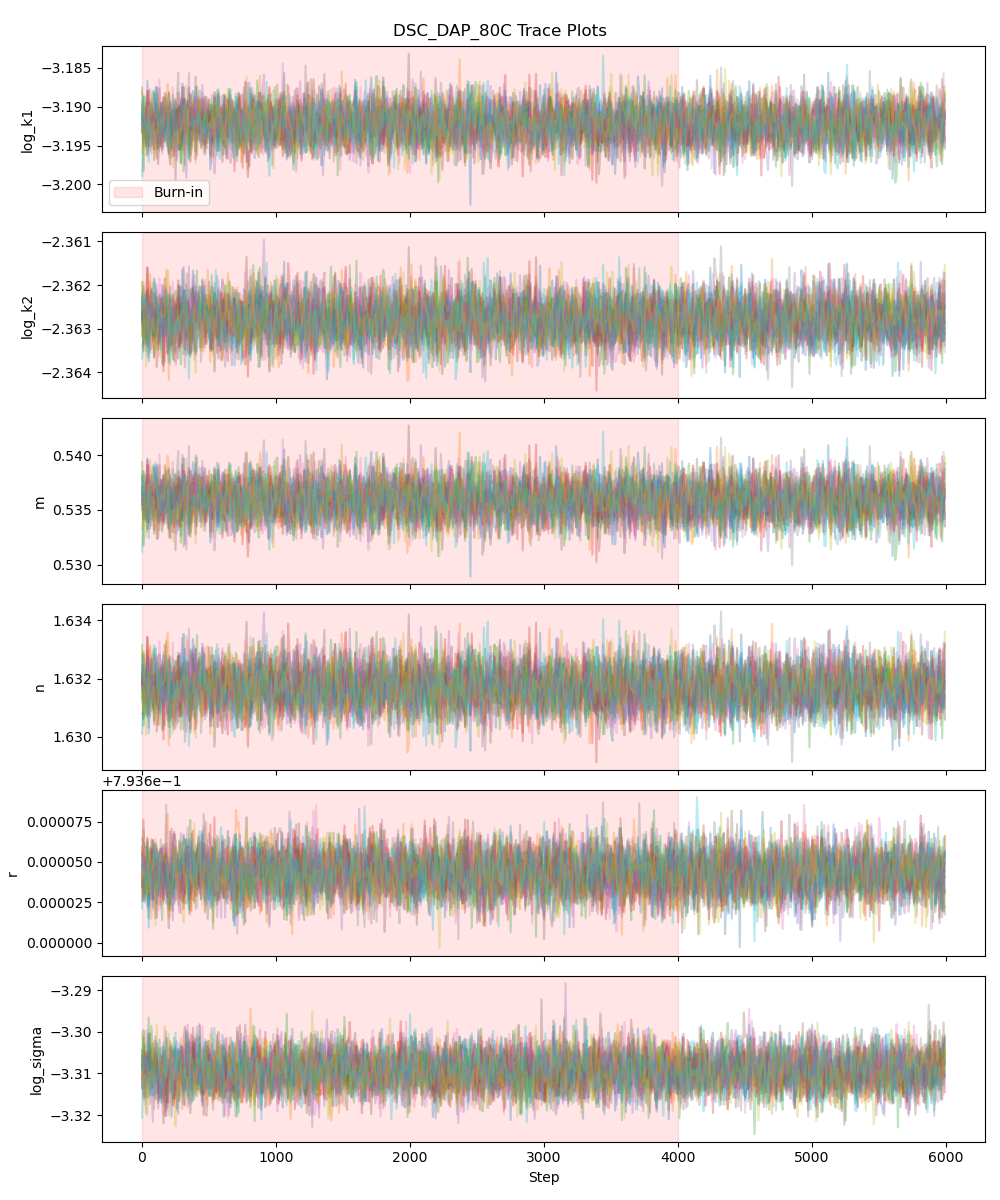 DSC_DAP_80C Trace Plots
log_k1
−3.185
−3.190
−3.195
−3.200
Burn-in
log_k2
−2.361
−2.362
−2.363
−2.364
m
0.540
0.535
0.530
n
1.634
1.632
1.630
+7.936e−1
r
0.000075
0.000050
0.000025
0.000000
log_sigma
−3.29
−3.30
−3.31
−3.32
0 1000 2000 3000 4000 5000 6000
Step